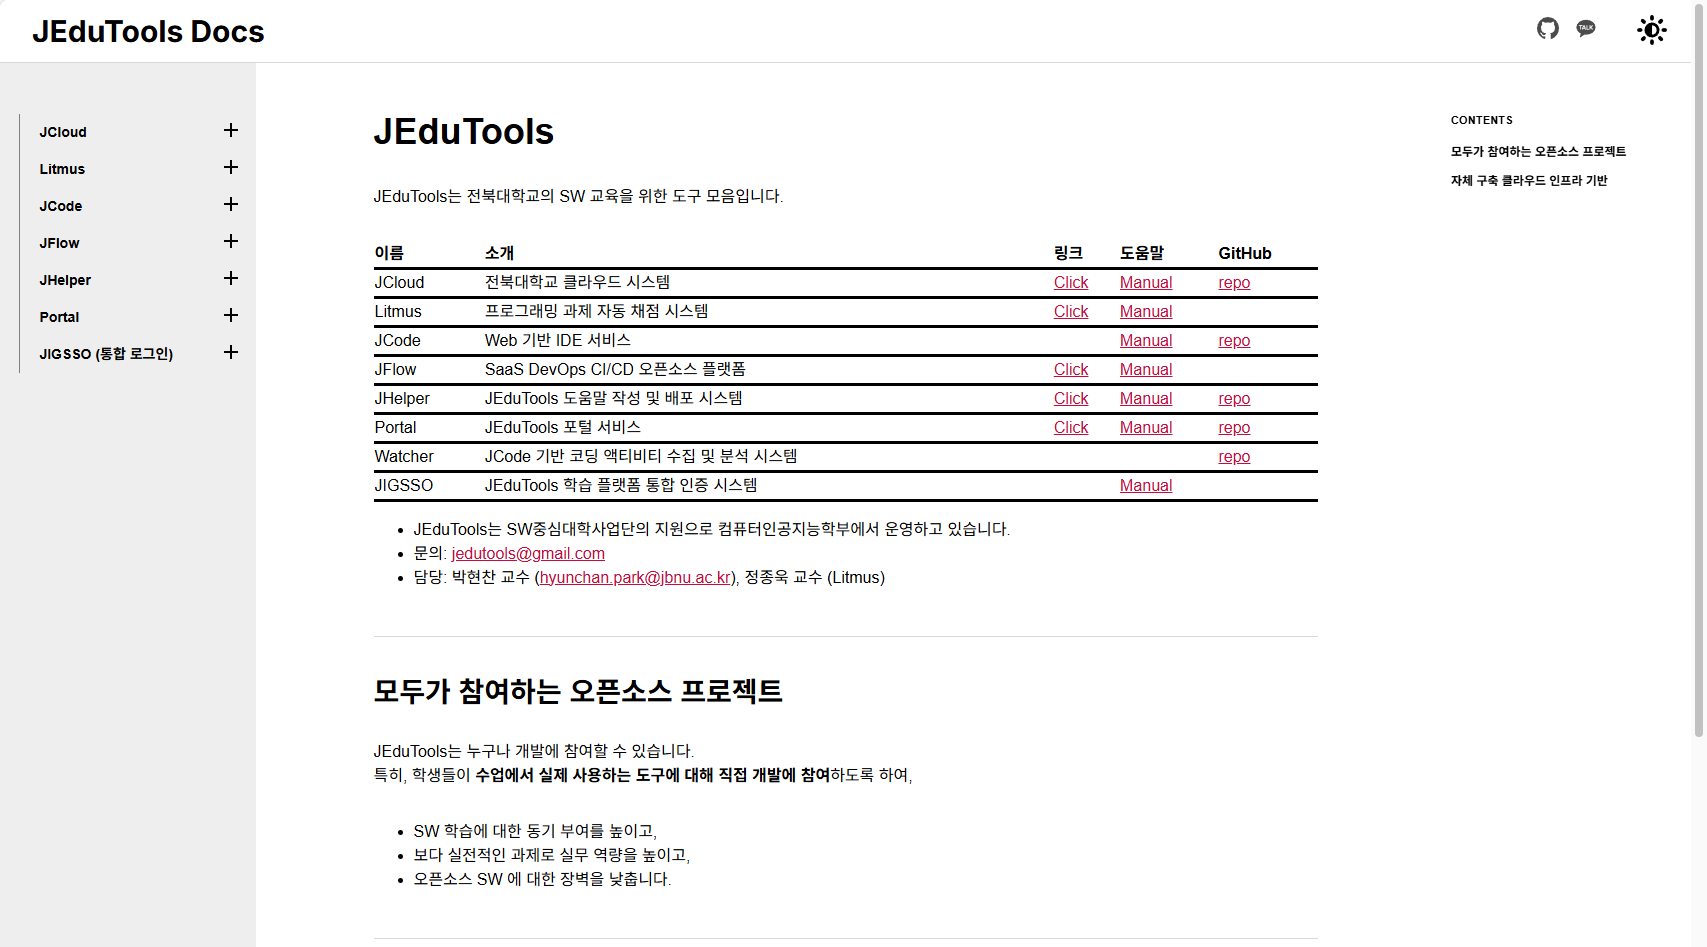 JEduTools Docs
TALK
JCloud
Litmus
JCode
JFlow
JHelper
Portal
JIGSSO (통합 로그인)
JEduTools
JEduTools는 전북대학교의 SW 교육을 위한 도구 모음입니다.
이름 소개 링크 도움말 GitHub
JCloud 전북대학교 클라우드 시스템 Click Manual repo
Litmus 프로그래밍 과제 자동 채점 시스템 Click Manual
JCode Web 기반 IDE 서비스 Manual repo
JFlow SaaS DevOps CI/CD 오픈소스 플랫폼 Click Manual
JHelper JEduTools 도움말 작성 및 배포 시스템 Click Manual repo
Portal JEduTools 포털 서비스 Click Manual repo
Watcher JCode 기반 코딩 액티비티 수집 및 분석 시스템 repo
JIGSSO JEduTools 학습 플랫폼 통합 인증 시스템 Manual
• JEduTools는 SW중심대학사업단의 지원으로 컴퓨터인공지능학부에서 운영하고 있습니다.
• 문의: jedutools@gmail.com
• 담당: 박현찬 교수 (hyunchan.park@jbnu.ac.kr), 정종욱 교수 (Litmus)
모두가 참여하는 오픈소스 프로젝트
JEduTools는 누구나 개발에 참여할 수 있습니다.
특히, 학생들이 수업에서 실제 사용하는 도구에 대해 직접 개발에 참여하도록 하여,
• SW 학습에 대한 동기 부여를 높이고,
• 보다 실전적인 과제로 실무 역량을 높이고,
• 오픈소스 SW 에 대한 장벽을 낮춥니다.
CONTENTS
모두가 참여하는 오픈소스 프로젝트
자체 구축 클라우드 인프라 기반